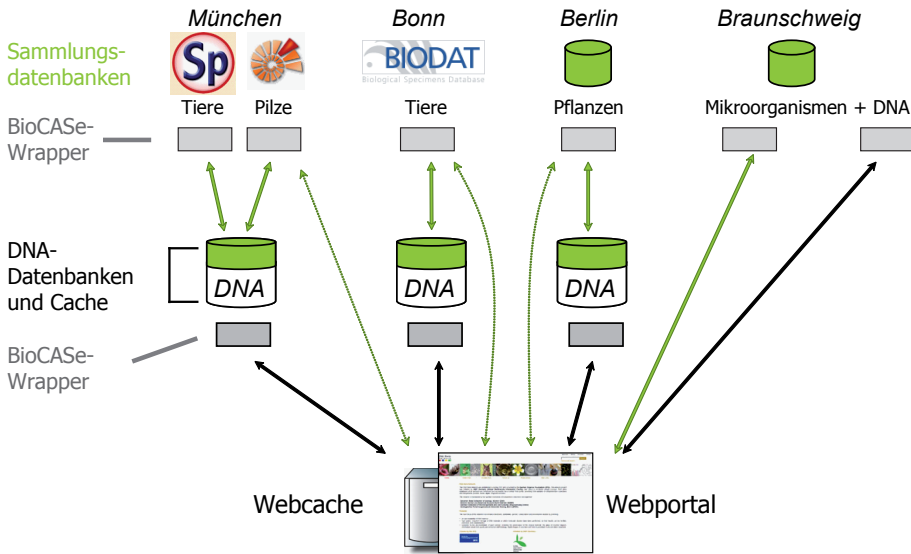 München Bonn Berlin Braunschweig
Sammlungs-
datenbanken
Sp
BIODAT
Biological Specimens Database
Tiere Pilze Tiere Pflanzen Mikroorganismen + DNA
BioCASe-
Wrapper
DNA-
Datenbanken
und Cache
DNA DNA DNA
BioCASe-
Wrapper
Webcache Webportal